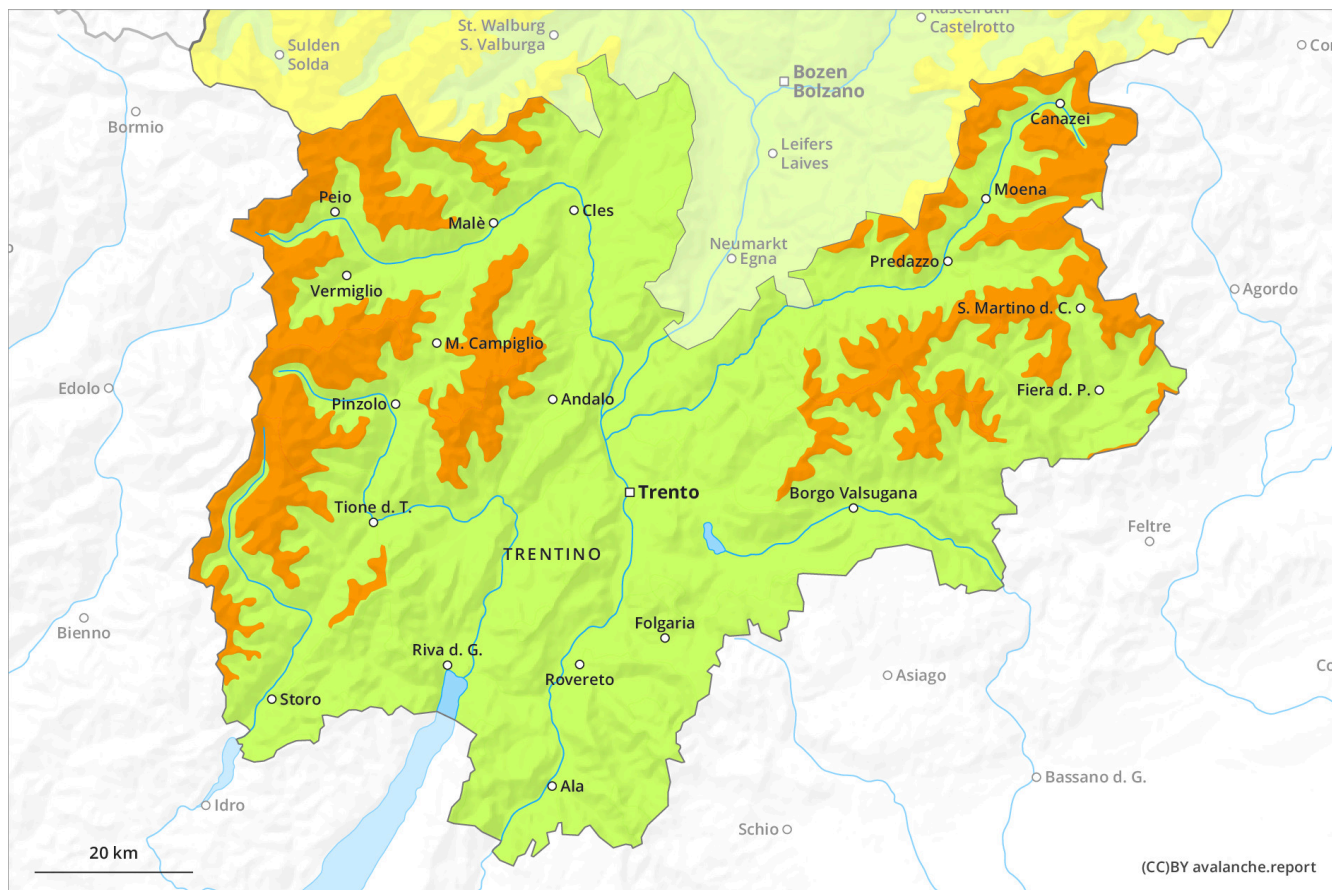 Kastelruth
Castelrotto
St. Walburg
S. Valburga
Sulden
Solda
Bozen
Bolzano
Bormio
Canazei
Leifers
Laives
Moena
Peio
Malè
Cles
Neumarkt
Egna
Predazzo
Vermiglio
Agordo
S. Martino d. C.
M. Campiglio
Edolo
Pinzolo
Andalo
Fiera d. P.
Trento
Borgo Valsugana
Tione d. T.
Feltre
TRENTINO
Bienno
Folgaria
Riva d. G.
Rovereto
Asiago
Storo
Idro
Ala
Bassano d. G.
Schio
20 km
(CC)BY avalanche.report